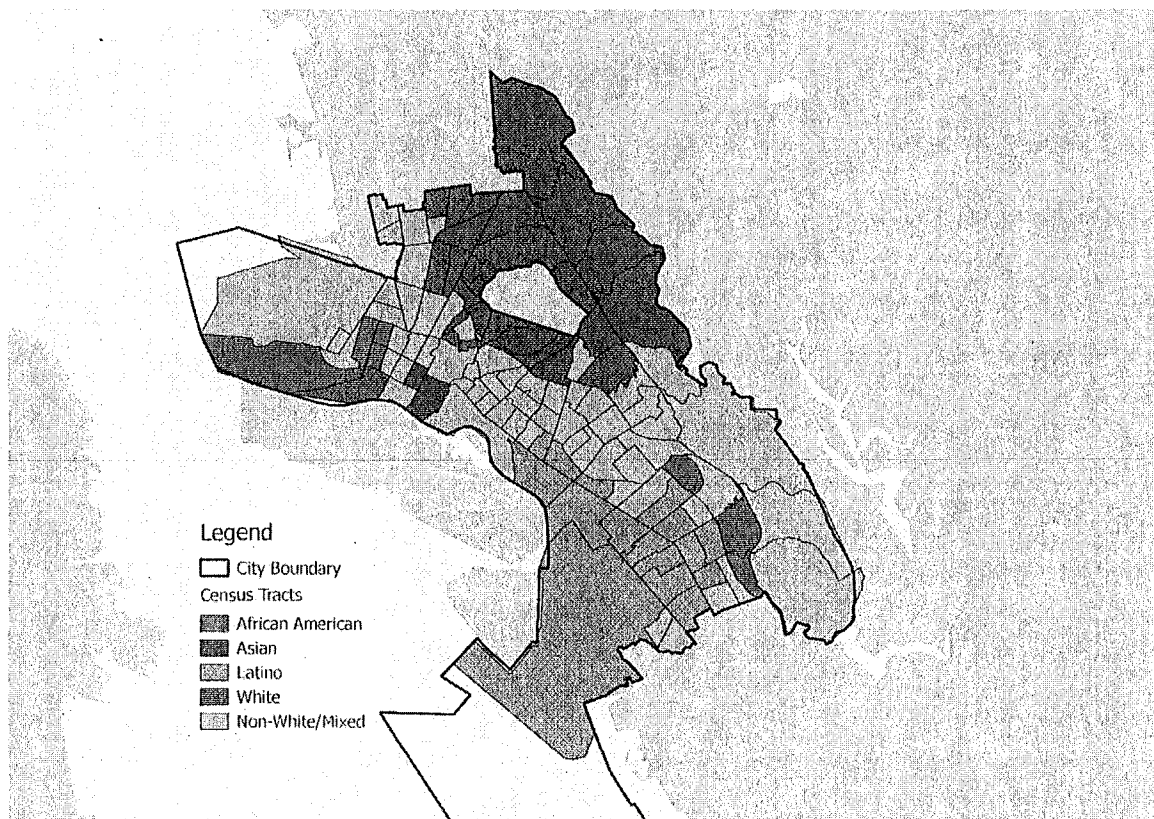 Legend
City Boundary
Census Tracts
African American
Asian
Latino
White
Non-White/Mixed